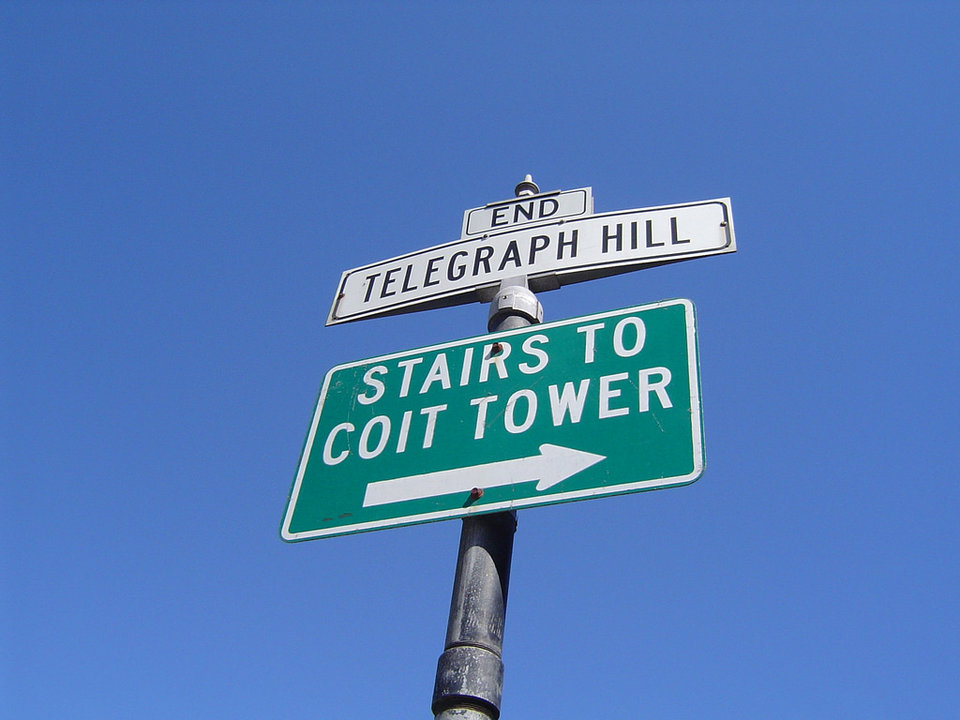 END
TELEGRAPH HILL
STAIRS TO
COIT TOWER